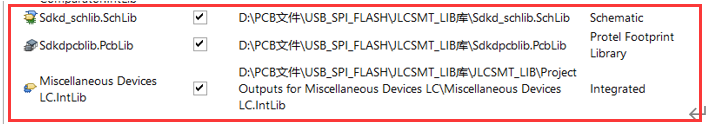 ComparatorIntLib
Sdkd_schlib.SchLib D:\PCB文件\USB_SPI_FLASH\JLCSMT_LIB库\Sdkd_schlib.SchLib Schematic
Sdkdpcblib.PcbLib D:\PCB文件\USB_SPI_FLASH\JLCSMT_LIB库\Sdkdpcblib.PcbLib Protel Footprint
Library
Miscellaneous Devices
LC.IntLib
D:\PCB文件\USB_SPI_FLASH\JLCSMT_LIB库\JLCSMT_LIB\Project
Outputs for Miscellaneous Devices LC\Miscellaneous Devices
LC.IntLib
Integrated